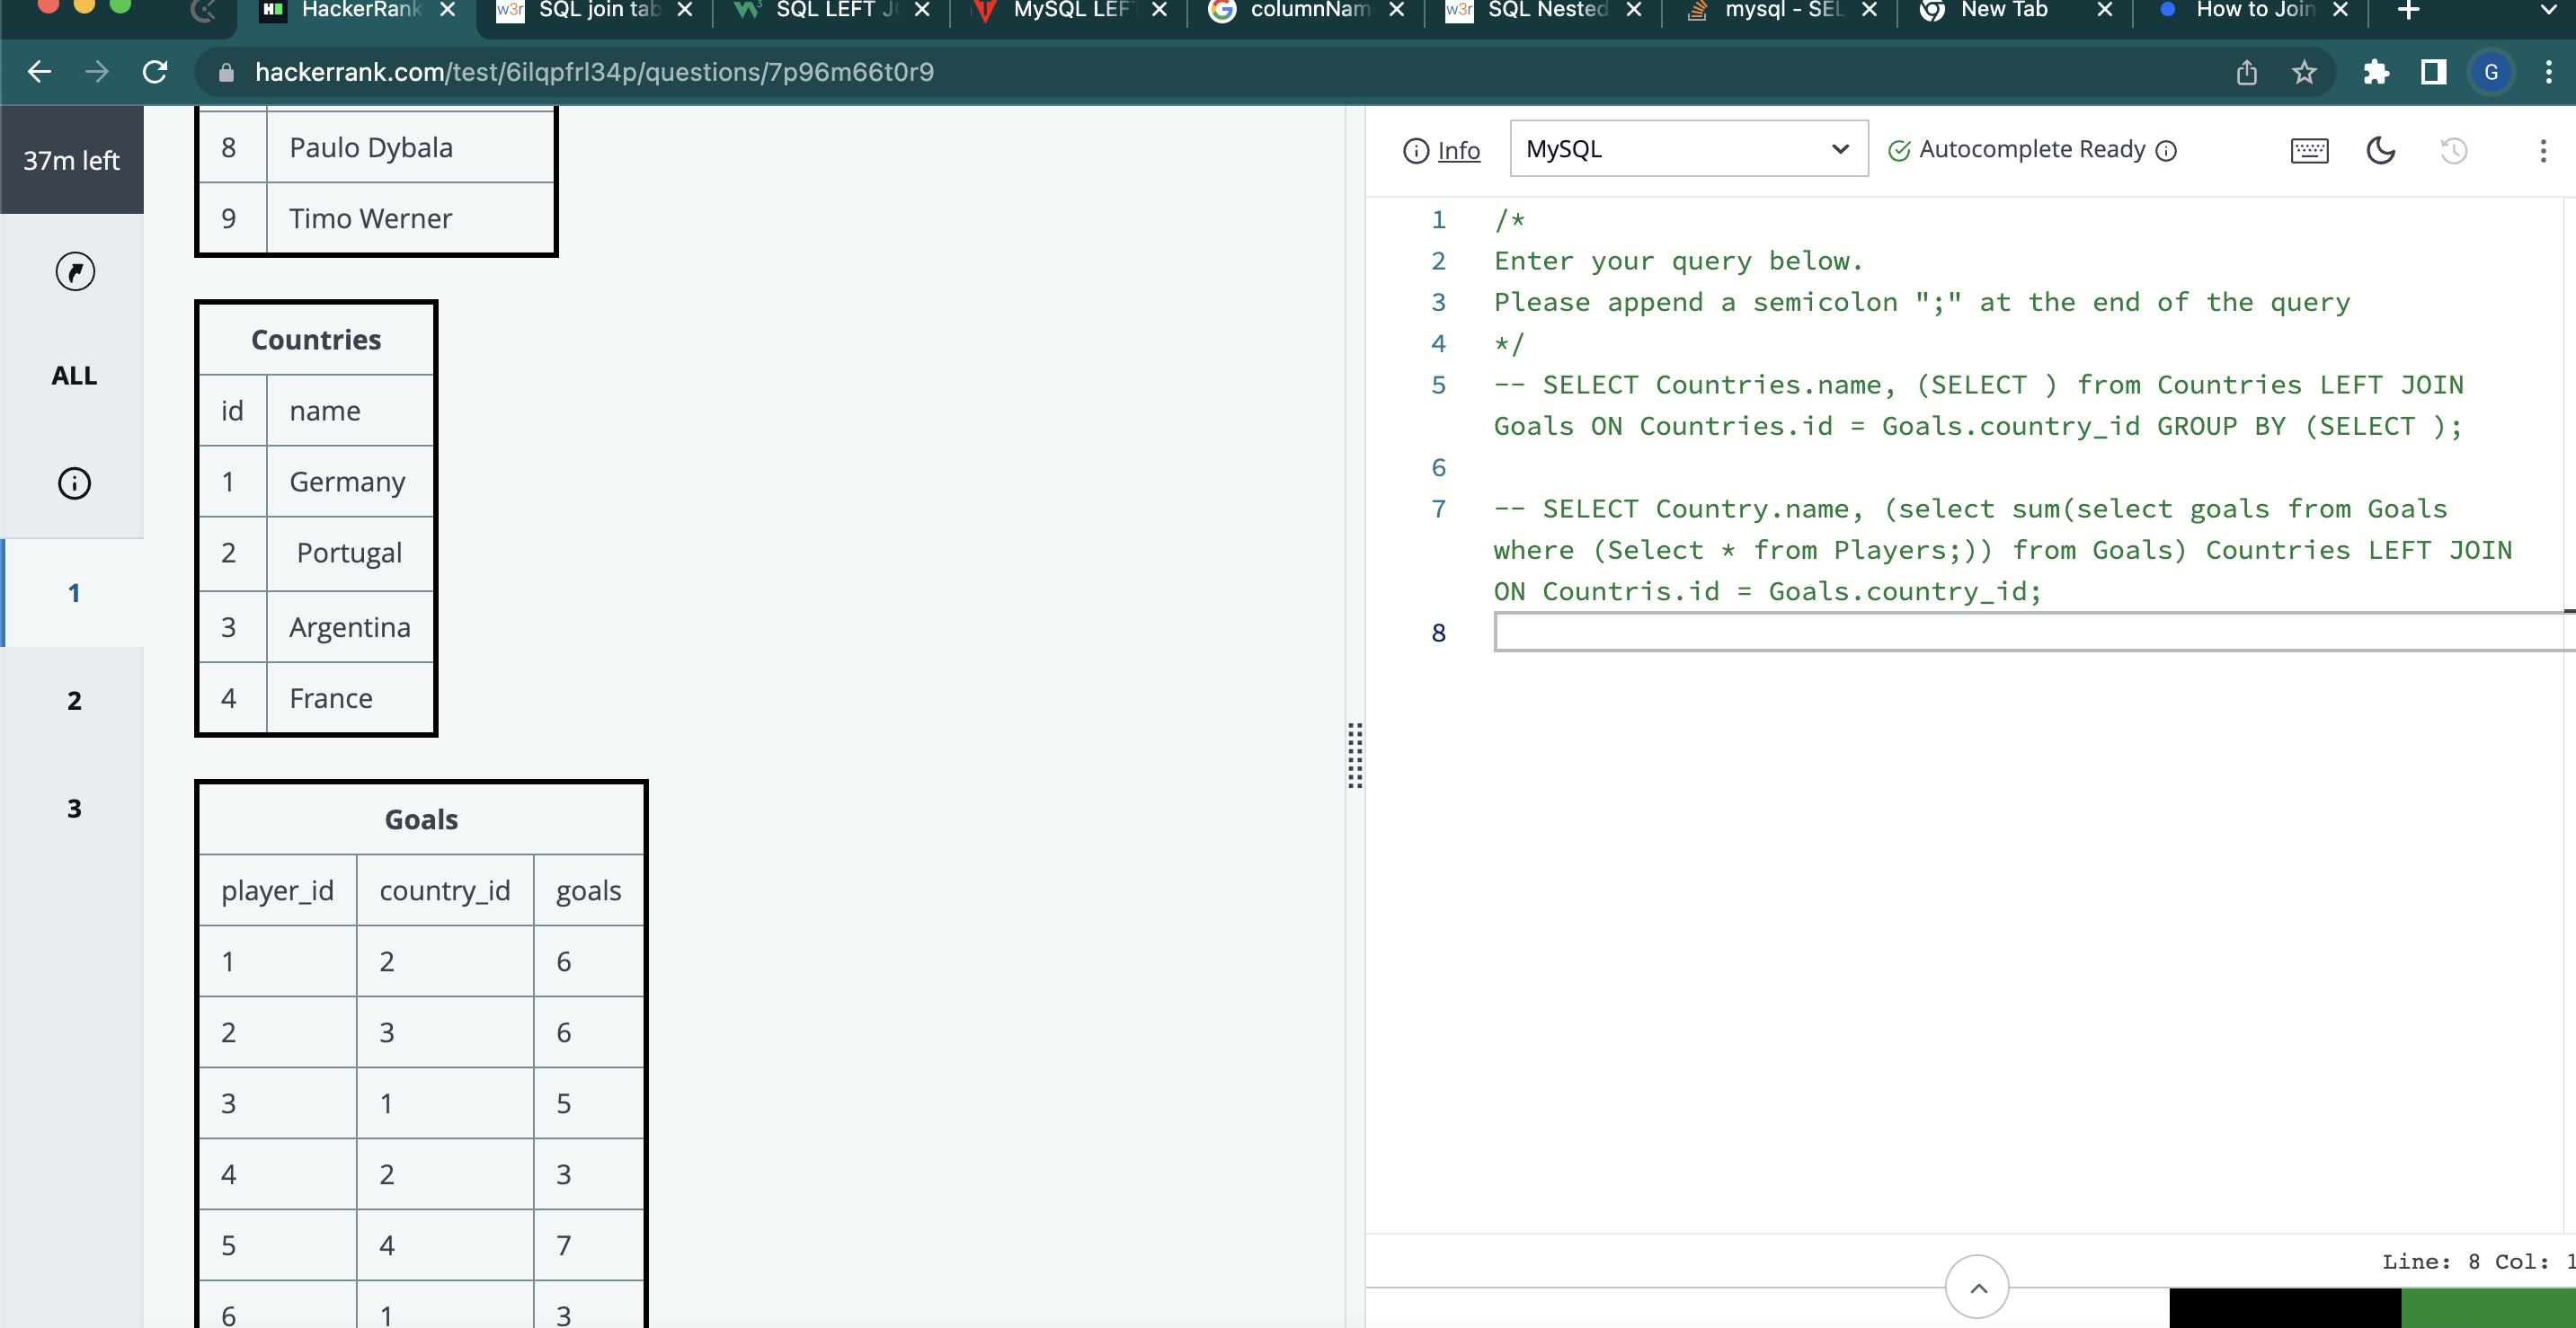 HackerRank
w3r SQL join tab
SQL LEFT JO
MySQL LEF
columnNam
w3r SQL Nested
mysql - SEL
New Tab
How to Join
hackerrank.com/test/6ilqpfrl34p/questions/7p96m66t0r9
G
37m left
ALL
1
2
3
8 Paulo Dybala
9 Timo Werner
Countries
id name
1 Germany
2 Portugal
3 Argentina
4 France
Goals
player_id country_id goals
1 2 6
2 3 6
3 1 5
4 2 3
5 4 7
6 1 3
Info
MySQL
Autocomplete Ready
1 /*
2 Enter your query below.
3 Please append a semicolon ";" at the end of the query
4 */
5 -- SELECT Countries.name, (SELECT ) from Countries LEFT JOIN
Goals ON Countries.id = Goals.country_id GROUP BY (SELECT );
6
7 -- SELECT Country.name, (select sum(select goals from Goals
where (Select * from Players;)) from Goals) Countries LEFT JOIN
ON Countris.id = Goals.country_id;
8
Line: 8 Col: 1